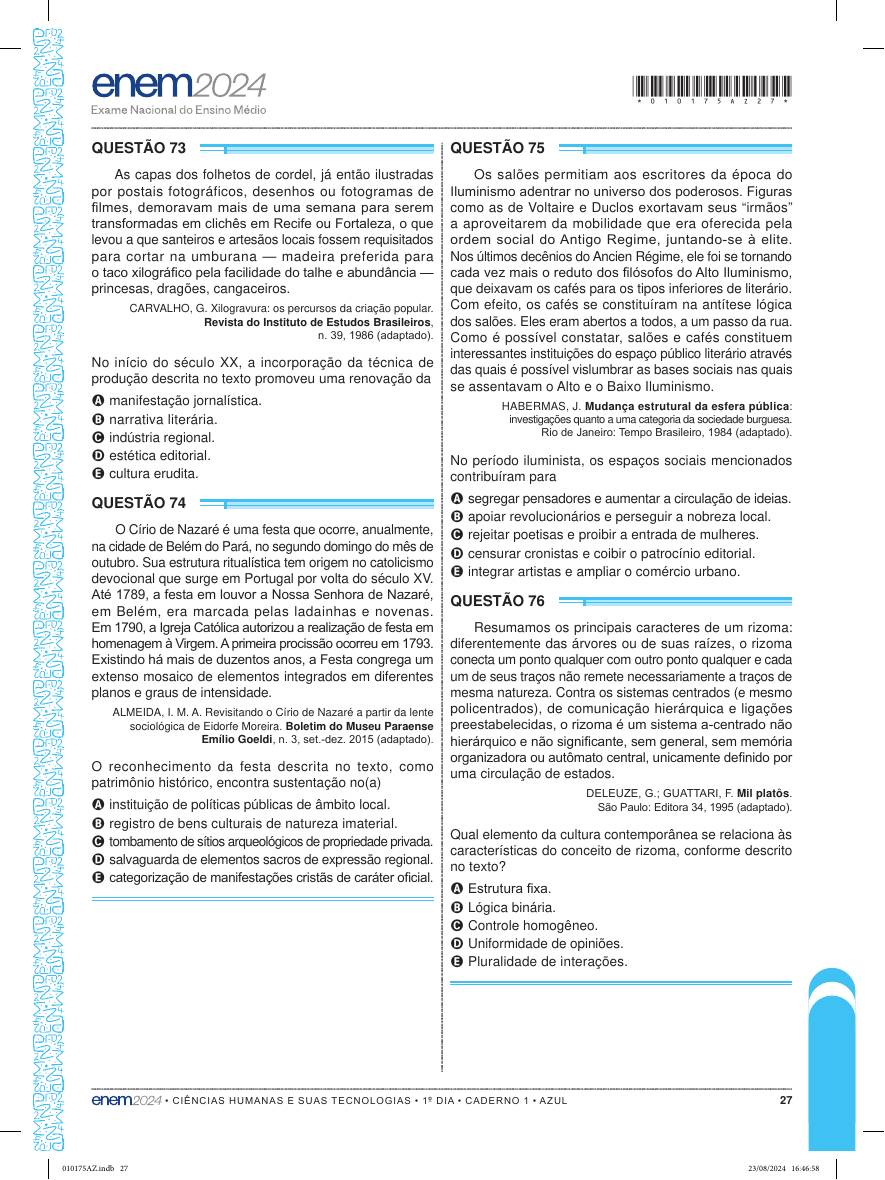 enem2024
Exame Nacional do Ensino Médio
*010175AZ27*
QUESTÃO 73
As capas dos folhetos de cordel, já então ilustradas
por postais fotográficos, desenhos ou fotogramas de
filmes, demoravam mais de uma semana para serem
transformadas em clichês em Recife ou Fortaleza, o que
levou a que santeiros e artesãos locais fossem requisitados
para cortar na umburana — madeira preferida para
o taco xilográfico pela facilidade do talhe e abundância —
princesas, dragões, cangaceiros.
CARVALHO, G. Xilogravura: os percursos da criação popular.
Revista do Instituto de Estudos Brasileiros,
n. 39, 1986 (adaptado).
No início do século XX, a incorporação da técnica de
produção descrita no texto promoveu uma renovação da
A manifestação jornalística.
B narrativa literária.
C indústria regional.
D estética editorial.
E cultura erudita.
QUESTÃO 74
O Círio de Nazaré é uma festa que ocorre, anualmente,
na cidade de Belém do Pará, no segundo domingo do mês de
outubro. Sua estrutura ritualística tem origem no catolicismo
devocional que surge em Portugal por volta do século XV.
Até 1789, a festa em louvor a Nossa Senhora de Nazaré,
em Belém, era marcada pelas ladainhas e novenas.
Em 1790, a Igreja Católica autorizou a realização de festa em
homenagem à Virgem. A primeira procissão ocorreu em 1793.
Existindo há mais de duzentos anos, a Festa congrega um
extenso mosaico de elementos integrados em diferentes
planos e graus de intensidade.
ALMEIDA, I. M. A. Revisitando o Círio de Nazaré a partir da lente
sociológica de Eidorfe Moreira. Boletim do Museu Paraense
Emílio Goeldi, n. 3, set.-dez. 2015 (adaptado).
O reconhecimento da festa descrita no texto, como
patrimônio histórico, encontra sustentação no(a)
A instituição de políticas públicas de âmbito local.
B registro de bens culturais de natureza imaterial.
C tombamento de sítios arqueológicos de propriedade privada.
D salvaguarda de elementos sacros de expressão regional.
E categorização de manifestações cristãs de caráter oficial.
QUESTÃO 75
Os salões permitiam aos escritores da época do
Iluminismo adentrar no universo dos poderosos. Figuras
como as de Voltaire e Duclos exortavam seus “irmãos”
a aproveitarem da mobilidade que era oferecida pela
ordem social do Antigo Regime, juntando-se à elite.
Nos últimos decênios do Ancien Régime, ele foi se tornando
cada vez mais o reduto dos filósofos do Alto Iluminismo,
que deixavam os cafés para os tipos inferiores de literário.
Com efeito, os cafés se constituíram na antítese lógica
dos salões. Eles eram abertos a todos, a um passo da rua.
Como é possível constatar, salões e cafés constituem
interessantes instituições do espaço público literário através
das quais é possível vislumbrar as bases sociais nas quais
se assentavam o Alto e o Baixo Iluminismo.
HABERMAS, J. Mudança estrutural da esfera pública:
investigações quanto a uma categoria da sociedade burguesa.
Rio de Janeiro: Tempo Brasileiro, 1984 (adaptado).
No período iluminista, os espaços sociais mencionados
contribuíram para
A segregar pensadores e aumentar a circulação de ideias.
B apoiar revolucionários e perseguir a nobreza local.
C rejeitar poetisas e proibir a entrada de mulheres.
D censurar cronistas e coibir o patrocínio editorial.
E integrar artistas e ampliar o comércio urbano.
QUESTÃO 76
Resumamos os principais caracteres de um rizoma:
diferentemente das árvores ou de suas raízes, o rizoma
conecta um ponto qualquer com outro ponto qualquer e cada
um de seus traços não remete necessariamente a traços de
mesma natureza. Contra os sistemas centrados (e mesmo
policentrados), de comunicação hierárquica e ligações
preestabelecidas, o rizoma é um sistema a-centrado não
hierárquico e não significante, sem general, sem memória
organizadora ou autômato central, unicamente definido por
uma circulação de estados.
DELEUZE, G.; GUATTARI, F. Mil platôs.
São Paulo: Editora 34, 1995 (adaptado).
Qual elemento da cultura contemporânea se relaciona às
características do conceito de rizoma, conforme descrito
no texto?
A Estrutura fixa.
B Lógica binária.
C Controle homogêneo.
D Uniformidade de opiniões.
E Pluralidade de interações.
enem2024 • CIÊNCIAS HUMANAS E SUAS TECNOLOGIAS • 1º DIA • CADERNO 1 • AZUL
27
010175AZ.indb 27
23/08/2024 16:46:58